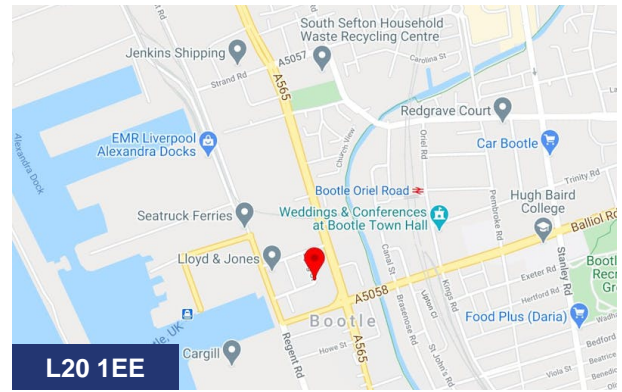 South Sefton Household
Waste Recycling Centre
Jenkins Shipping
A5057
Carolina St
Strand Rd
A565
Redgrave Court
EMR Liverpool
Alexandra Docks
Church View
Oriel Rd
Car Bootle
Alexandra Dock
Trinity Rd
Bootle Oriel Road
Pembroke Rd
Hugh Baird
College
Seatruck Ferries
Weddings & Conferences
at Bootle Town Hall
Balliol Rd
Lloyd & Jones
Canal St
Stanley Rd
Kings Rd
Exeter Rd
Hertford Rd
A5058
Upton Ct
Brasenose Rd
Food Plus (Daria)
Bootle
Howe St
Cargill
Regent Rd
A565
St John's Rd
Viola St
L20 1EE